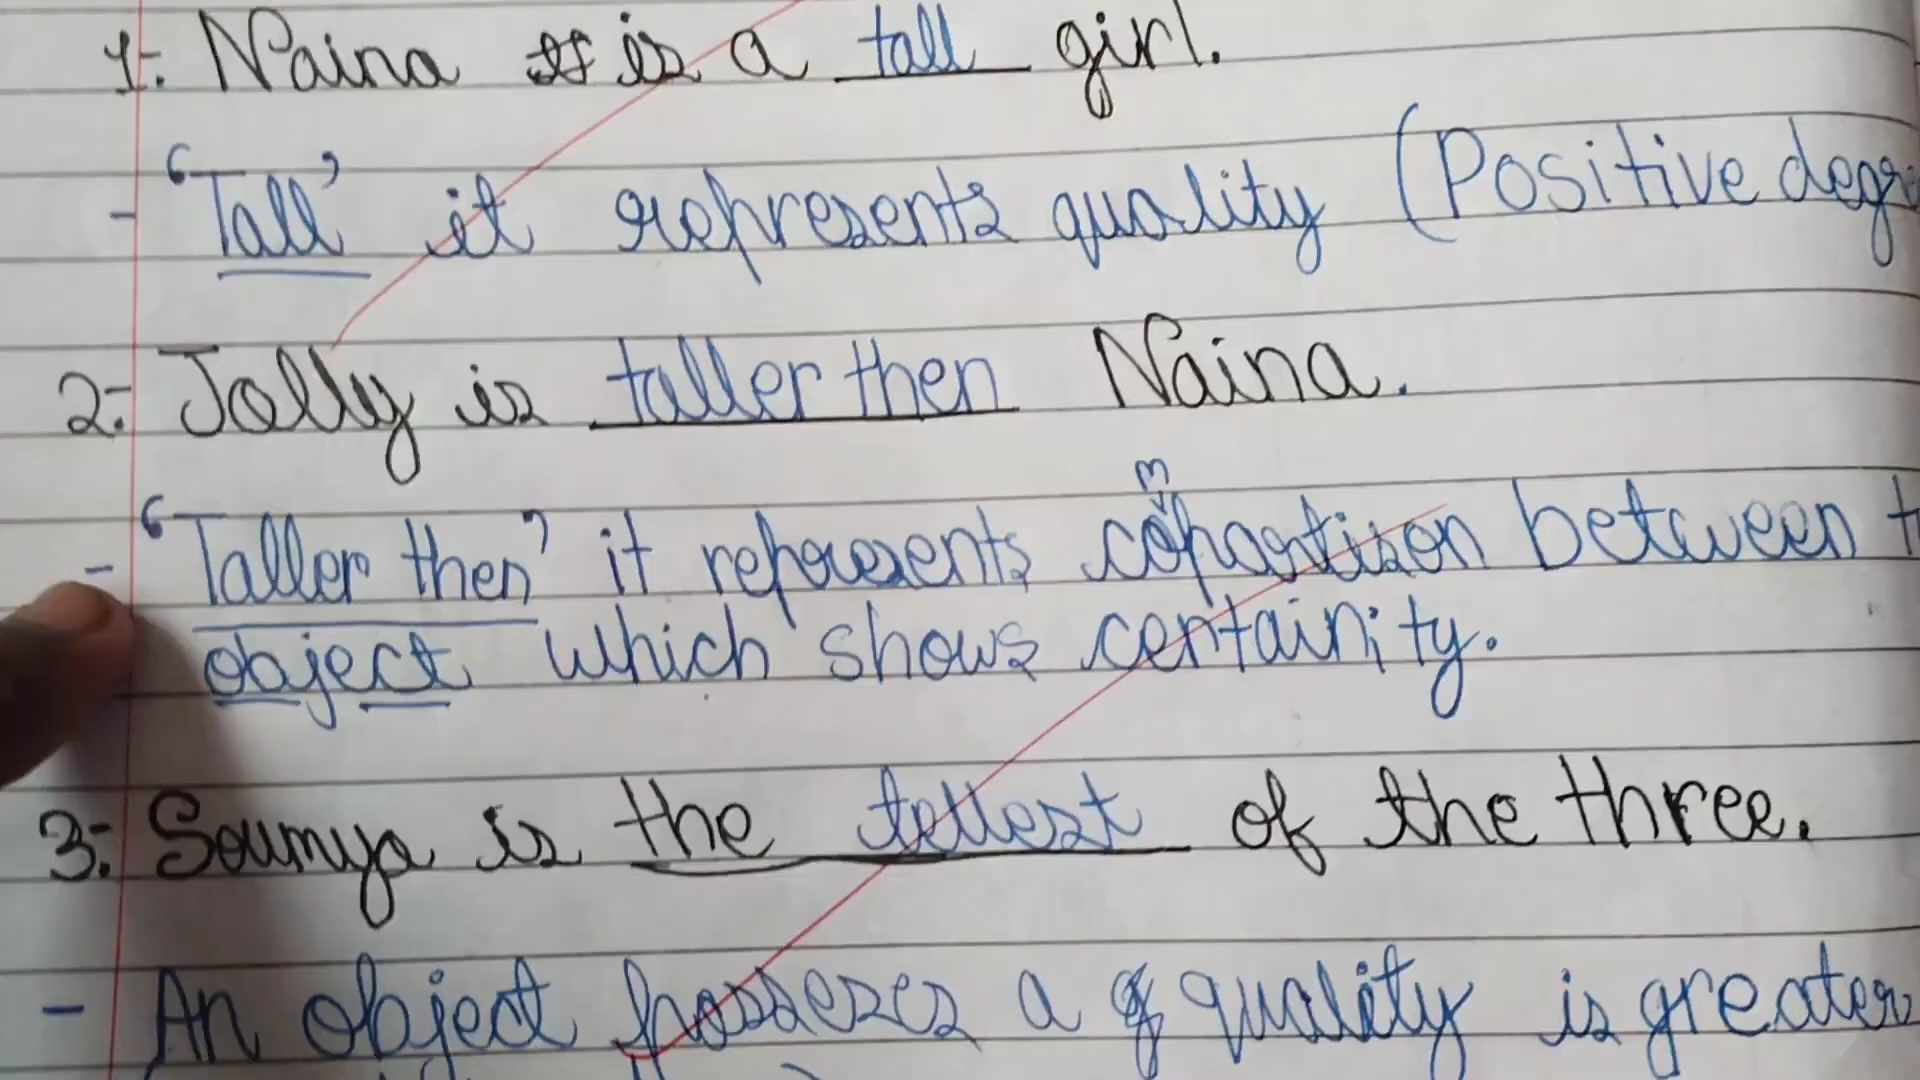 1:- Naina is a tall girl.
- 'Tall' it represents quality (Positive degr
2:- Jolly is taller then Naina.
- 'Taller then' it represents comparison between
object which shows certainity.
3:- Soumya is the tellest of the three.
- An object possesses a quality is greater